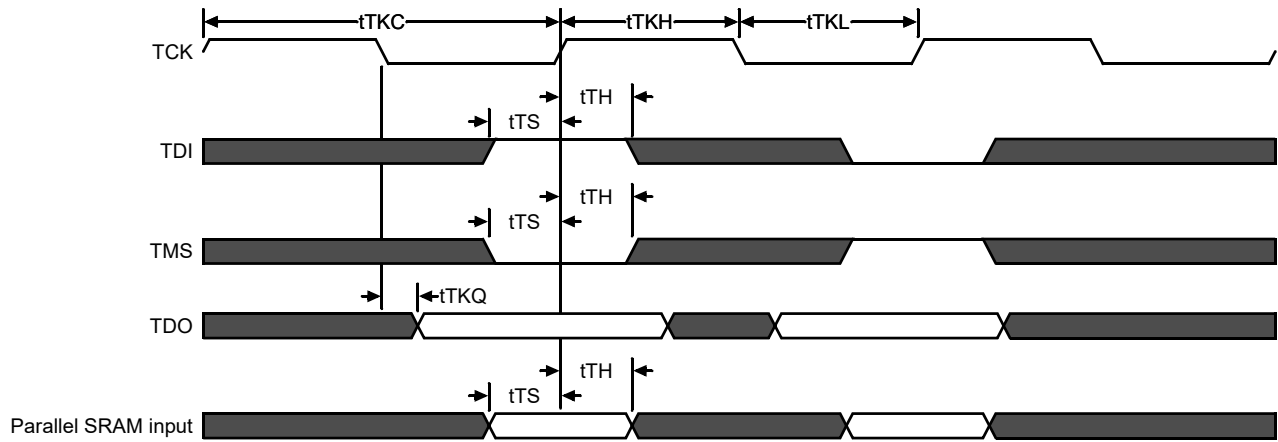 tTKC
tTKH
tTKL
TCK
tTH
tTS
TDI
tTH
tTS
TMS
tTKQ
TDO
tTH
tTS
Parallel SRAM input